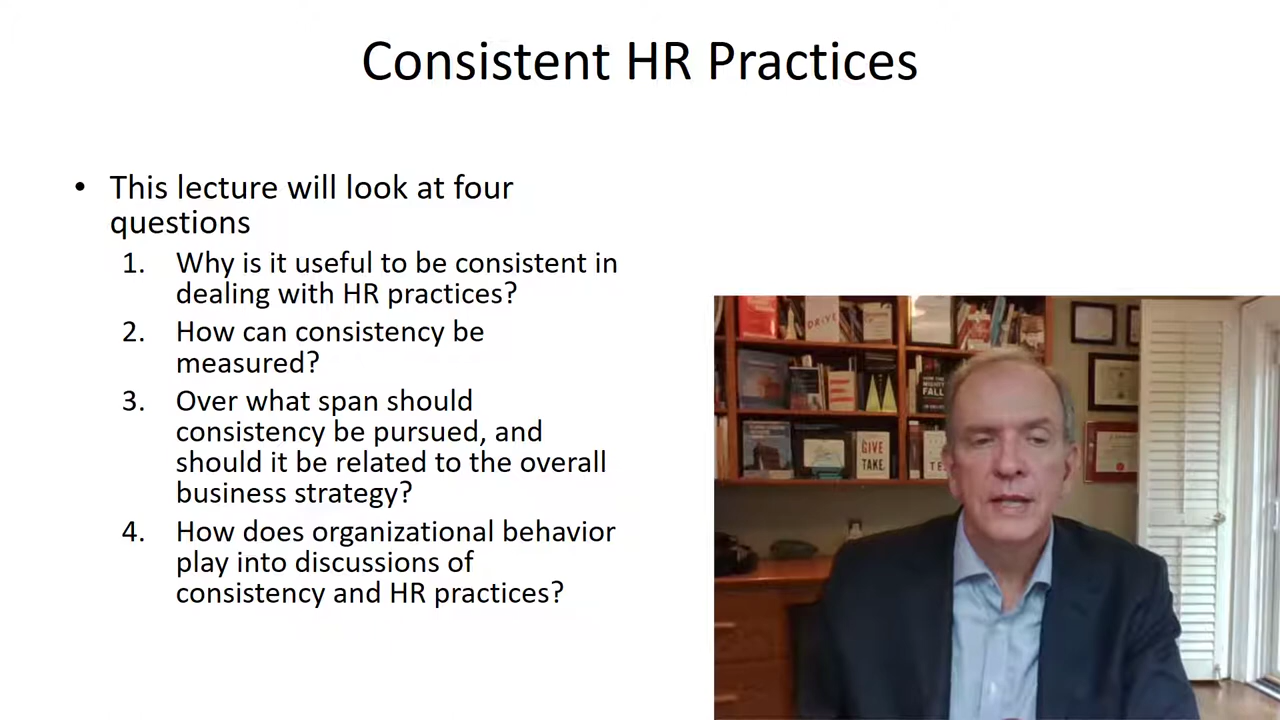 Consistent HR Practices
• This lecture will look at four
questions
1. Why is it useful to be consistent in
dealing with HR practices?
2. How can consistency be
measured?
3. Over what span should
consistency be pursued, and
should it be related to the overall
business strategy?
4. How does organizational behavior
play into discussions of
consistency and HR practices?
DRIVE
FALL
GIVE
TAKE